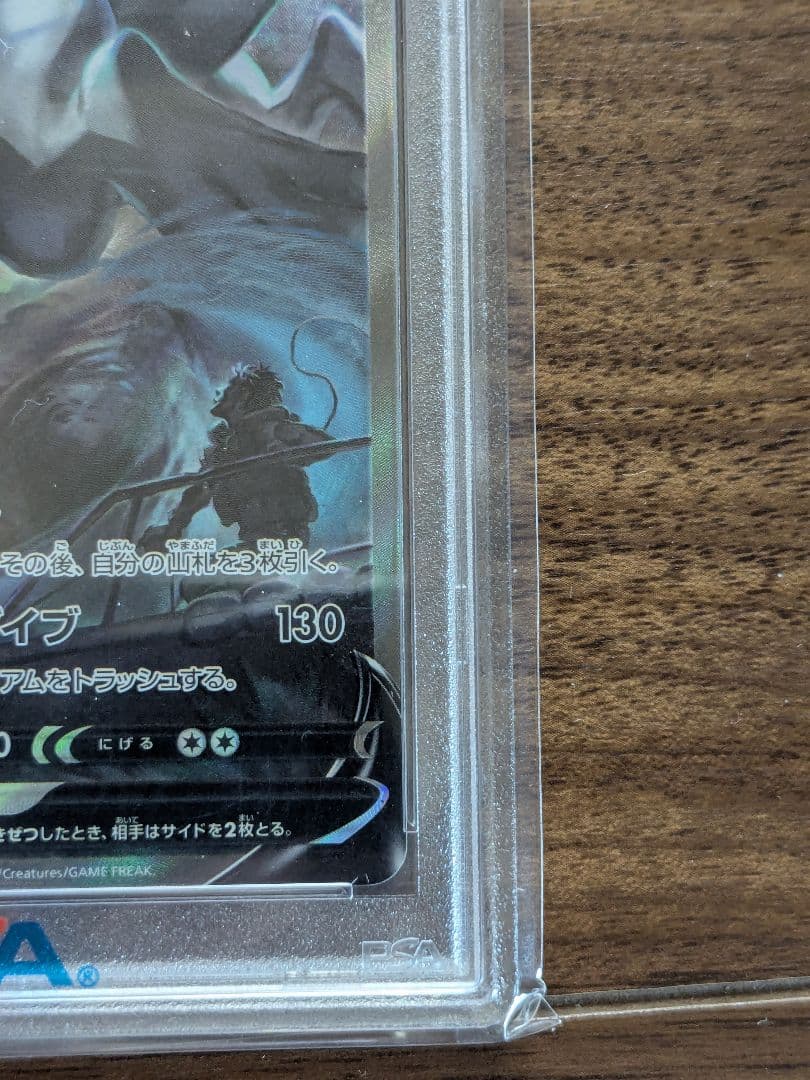 その後、自分の山札を3枚引く。
イブ 130
アムをトラッシュする。
0 にげる
ぜつしたとき、相手はサイドを2枚とる。
/Creatures/GAME FREAK
PSA
A®